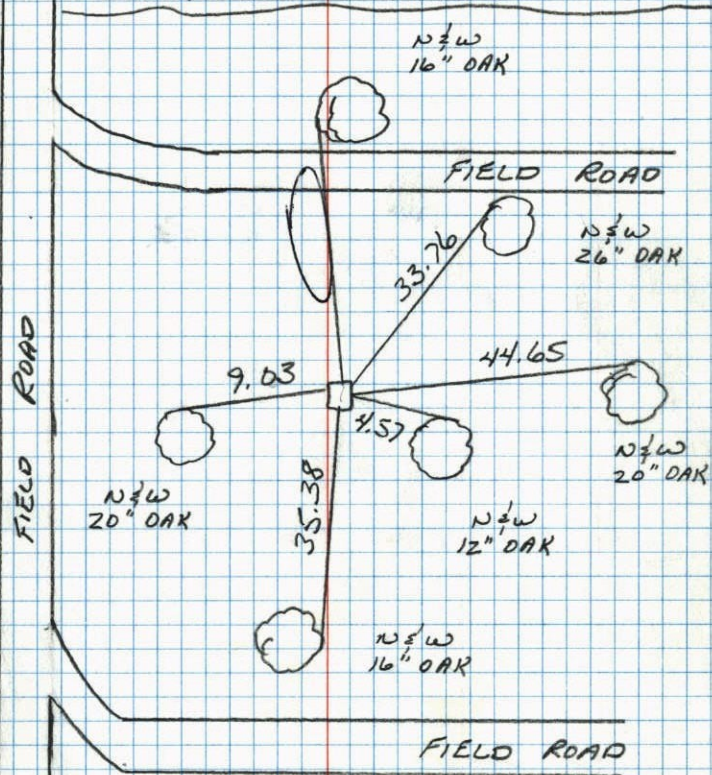 N & W
16" OAK
FIELD ROAD
N & W
26" OAK
33.76
44.65
9.03
4.57
N & W
20" OAK
FIELD ROAD
N & W
20" OAK
35.38
N & W
12" OAK
N & W
16" OAK
FIELD ROAD